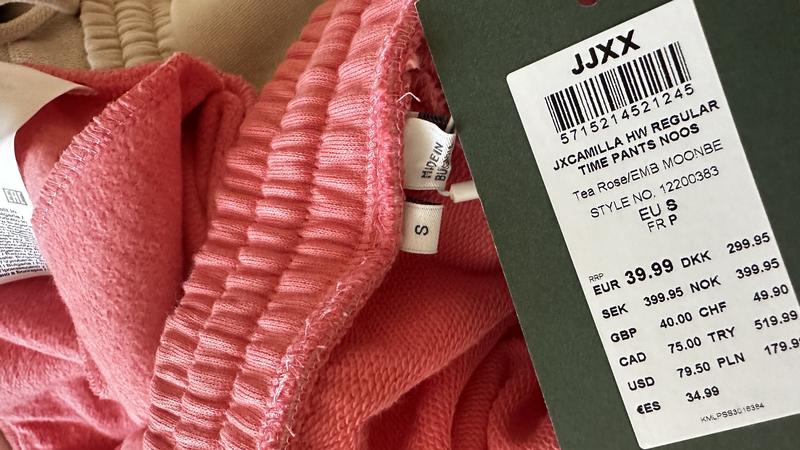 JJXX
5715214521245
JXCAMILLA HW REGULAR
TIME PANTS NOOS
Tea Rose/EMB MOONBE
STYLE NO. 12200383
EU S
FR P
RRP
EUR 39.99 DKK 299.95
SEK 399.95 NOK 399.95
GBP 40.00 CHF 49.90
CAD 75.00 TRY 519.99
USD 79.50 PLN 179.99
€ES 34.99
MADE IN
S
EAC